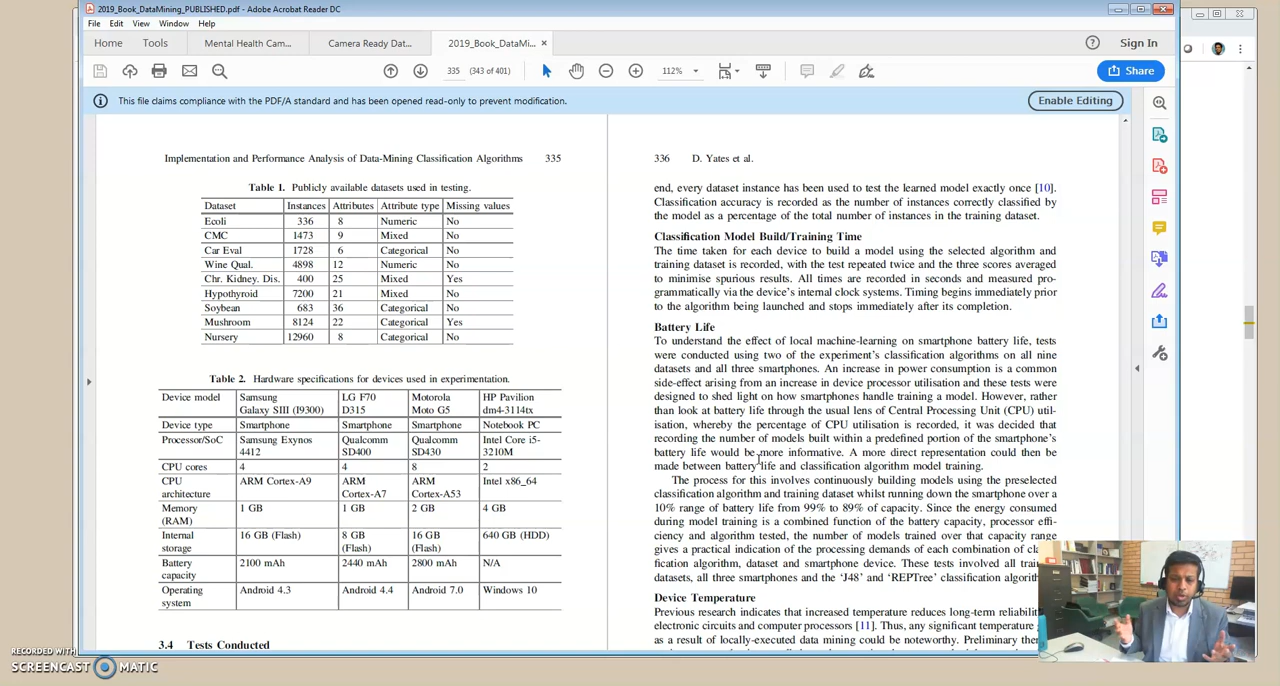 2019_Book_DataMining_PUBLISHED.pdf - Adobe Acrobat Reader DC
File Edit View Window Help
Home Tools Mental Health Cam... Camera Ready Dat... 2019_Book_DataMi... × Sign In
335 (343 of 401) 112% Share
This file claims compliance with the PDF/A standard and has been opened read-only to prevent modification. Enable Editing
Implementation and Performance Analysis of Data-Mining Classification Algorithms 335
Table 1. Publicly available datasets used in testing.
Dataset Instances Attributes Attribute type Missing values
Ecoli 336 8 Numeric No
CMC 1473 9 Mixed No
Car Eval 1728 6 Categorical No
Wine Qual. 4898 12 Numeric No
Chr. Kidney. Dis. 400 25 Mixed Yes
Hypothyroid 7200 21 Mixed No
Soybean 683 36 Categorical No
Mushroom 8124 22 Categorical Yes
Nursery 12960 8 Categorical No
Table 2. Hardware specifications for devices used in experimentation.
Device model Samsung LG F70 Motorola HP Pavilion
Galaxy SIII (I9300) D315 Moto G5 dm4-3114tx
Device type Smartphone Smartphone Smartphone Notebook PC
Processor/SoC Samsung Exynos Qualcomm Qualcomm Intel Core i5-
4412 SD400 SD430 3210M
CPU cores 4 4 8 2
CPU ARM Cortex-A9 ARM ARM Intel x86_64
architecture Cortex-A7 Cortex-A53
Memory 1 GB 1 GB 2 GB 4 GB
(RAM)
Internal 16 GB (Flash) 8 GB 16 GB 640 GB (HDD)
storage (Flash) (Flash)
Battery 2100 mAh 2440 mAh 2800 mAh N/A
capacity
Operating Android 4.3 Android 4.4 Android 7.0 Windows 10
system
3.4 Tests Conducted
336 D. Yates et al.
end, every dataset instance has been used to test the learned model exactly once [10].
Classification accuracy is recorded as the number of instances correctly classified by
the model as a percentage of the total number of instances in the training dataset.
Classification Model Build/Training Time
The time taken for each device to build a model using the selected algorithm and
training dataset is recorded, with the test repeated twice and the three scores averaged
to minimise spurious results. All times are recorded in seconds and measured pro-
grammatically via the device's internal clock systems. Timing begins immediately prior
to the algorithm being launched and stops immediately after its completion.
Battery Life
To understand the effect of local machine-learning on smartphone battery life, tests
were conducted using two of the experiment's classification algorithms on all nine
datasets and all three smartphones. An increase in power consumption is a common
side-effect arising from an increase in device processor utilisation and these tests were
designed to shed light on how smartphones handle training a model. However, rather
than look at battery life through the usual lens of Central Processing Unit (CPU) util-
isation, whereby the percentage of CPU utilisation is recorded, it was decided that
recording the number of models built within a predefined portion of the smartphone's
battery life would be more informative. A more direct representation could then be
made between battery life and classification algorithm model training.
The process for this involves continuously building models using the preselected
classification algorithm and training dataset whilst running down the smartphone over a
10% range of battery life from 99% to 89% of capacity. Since the energy consumed
during model training is a combined function of the battery capacity, processor effi-
ciency and algorithm tested, the number of models trained over that capacity range
gives a practical indication of the processing demands of each combination of
fication algorithm, dataset and smartphone device. These tests involved all
datasets, all three smartphones and the 'J48' and 'REPTree' classification
Device Temperature
Previous research indicates that increased temperature reduces long-term
electronic circuits and computer processors [11]. Thus, any significant temperature
as a result of locally-executed data mining could be noteworthy. Preliminary
RECORDED WITH
SCREENCAST MATIC